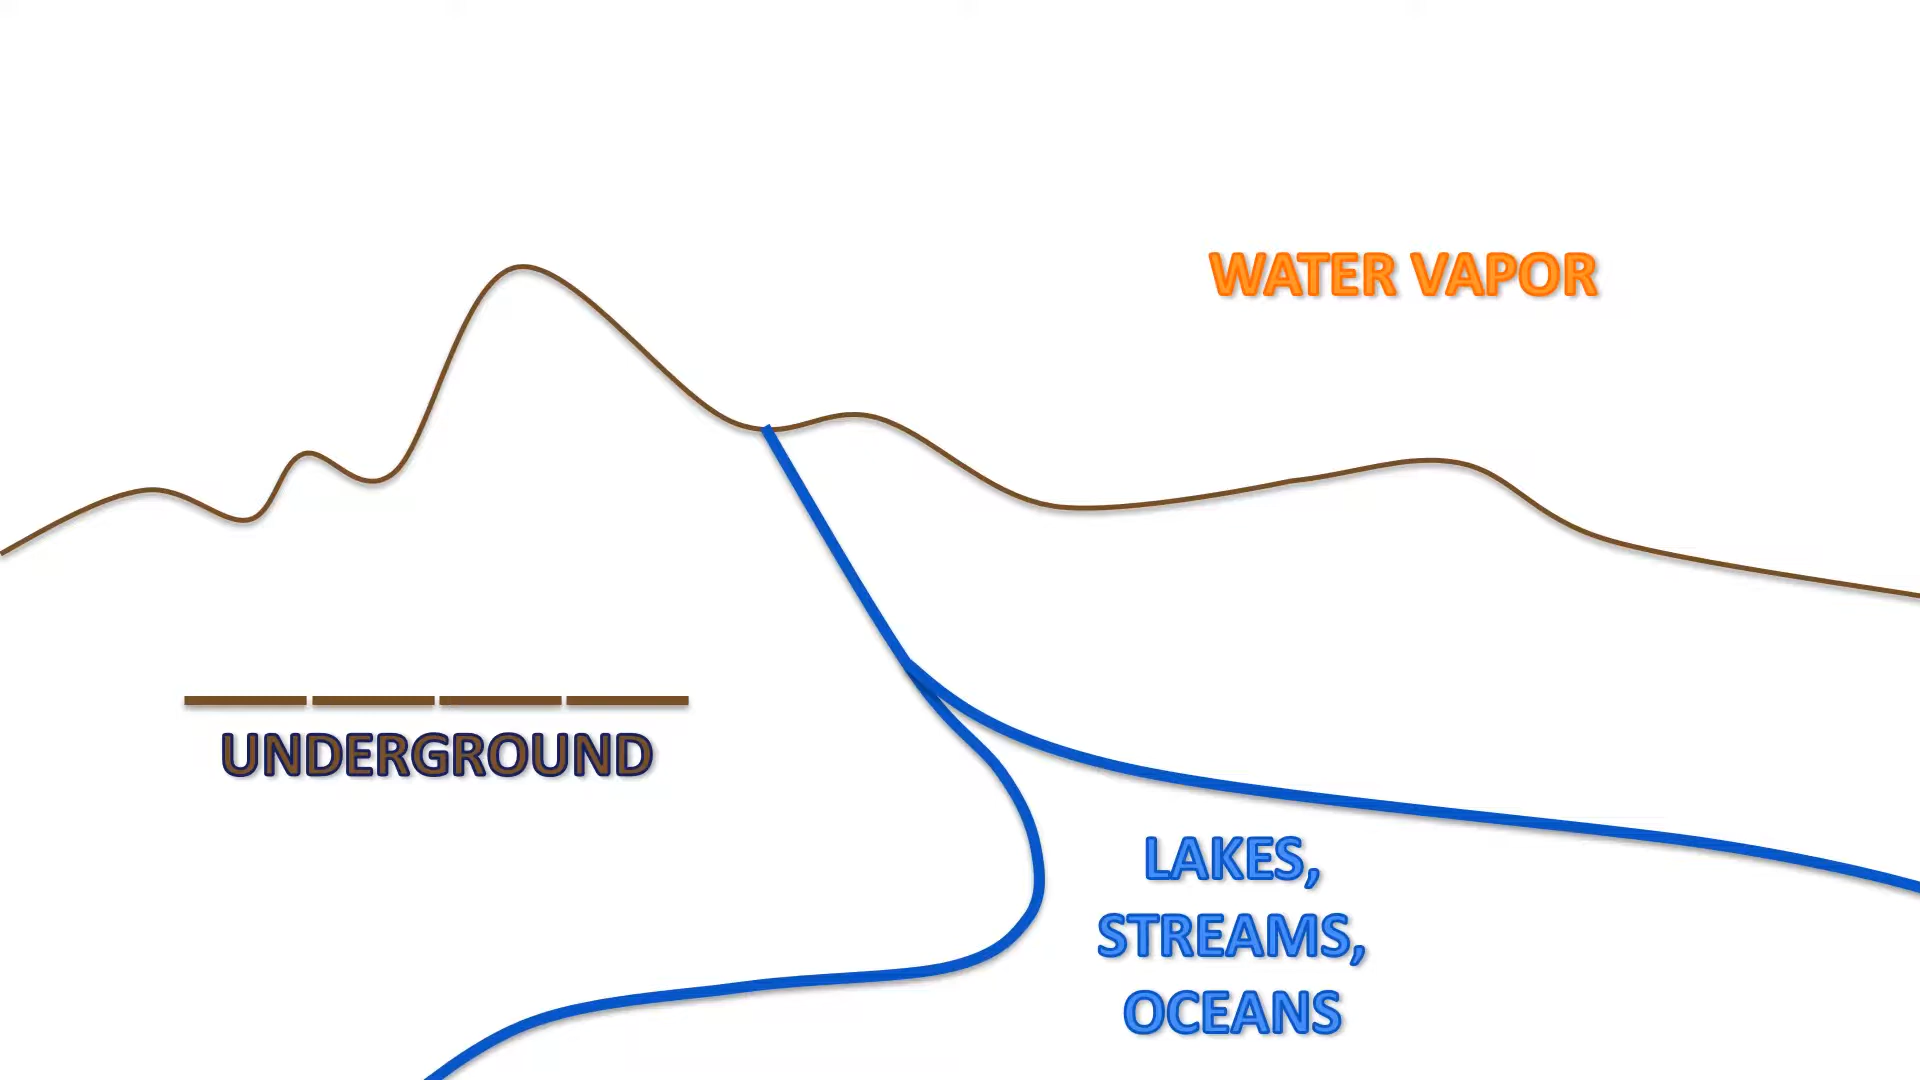 WATER VAPOR
UNDERGROUND
LAKES,
STREAMS,
OCEANS